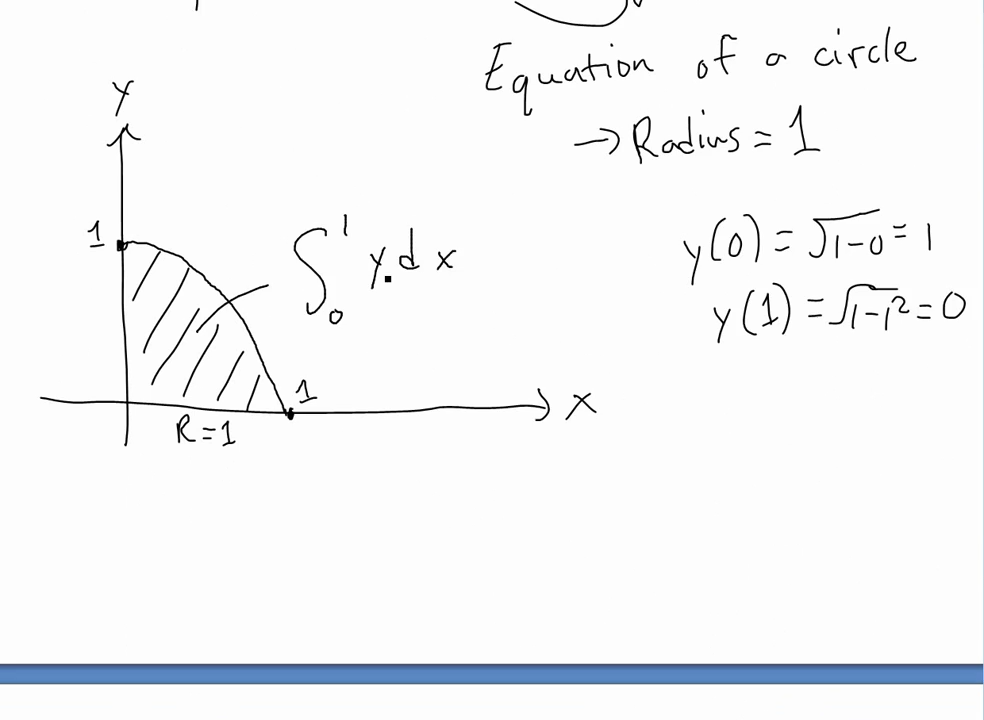 Equation of a circle
→ Radius = 1
y
1
∫₀¹ y dx
y(0) = √1-0 = 1
y(1) = √1-1² = 0
1
x
R=1